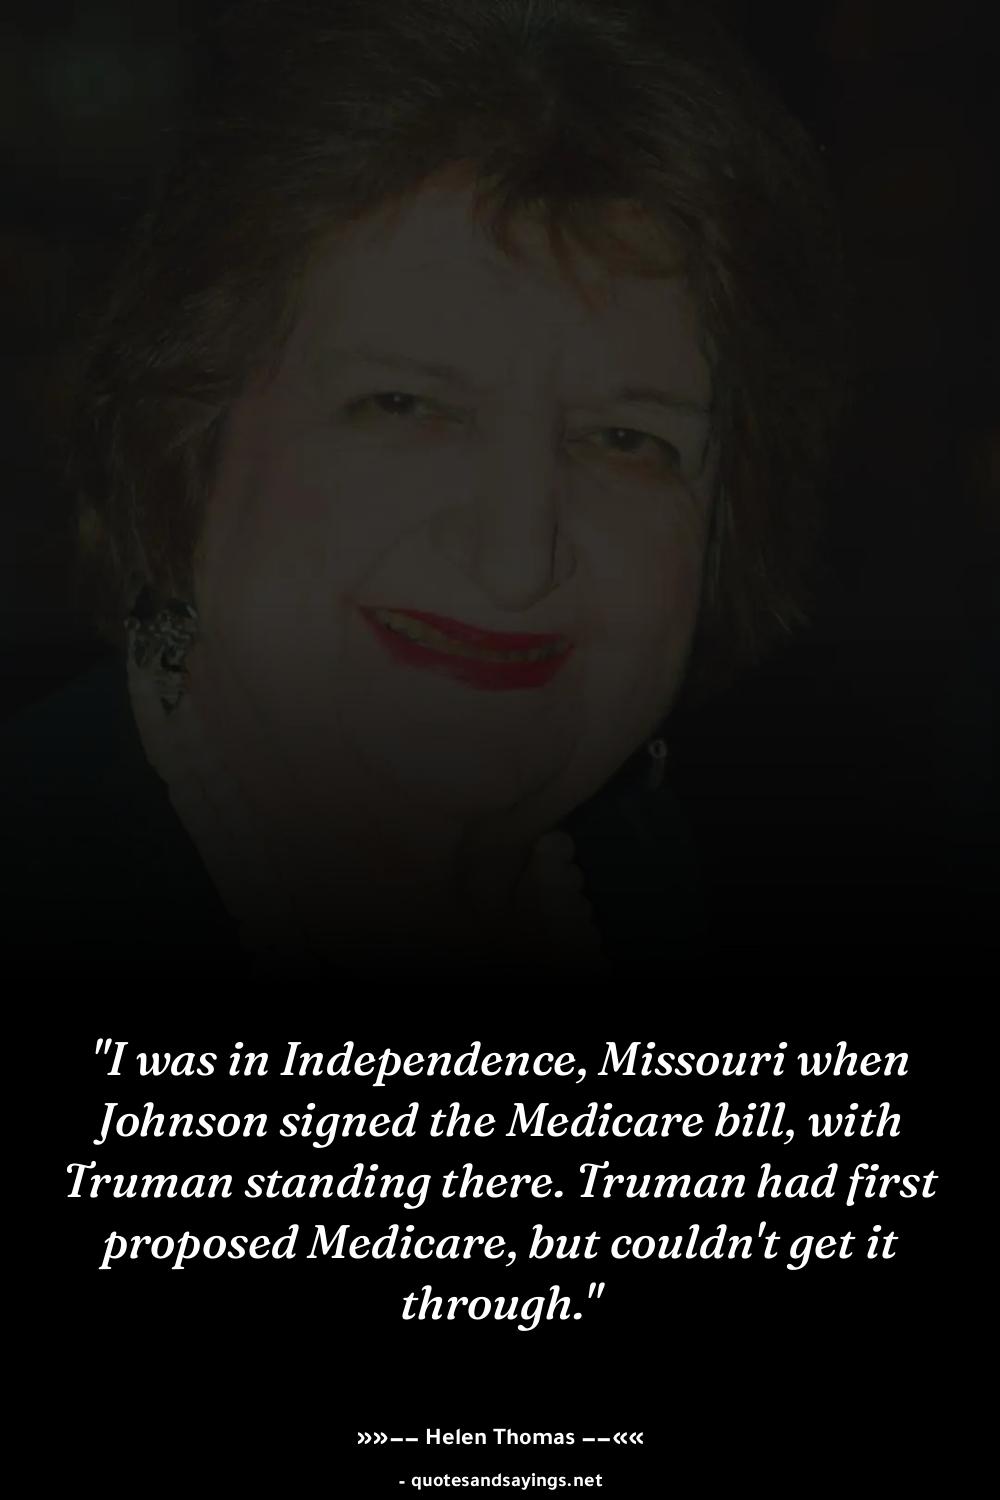 "I was in Independence, Missouri when
Johnson signed the Medicare bill, with
Truman standing there. Truman had first
proposed Medicare, but couldn't get it
through."
»»−− Helen Thomas −−««
- quotesandsayings.net